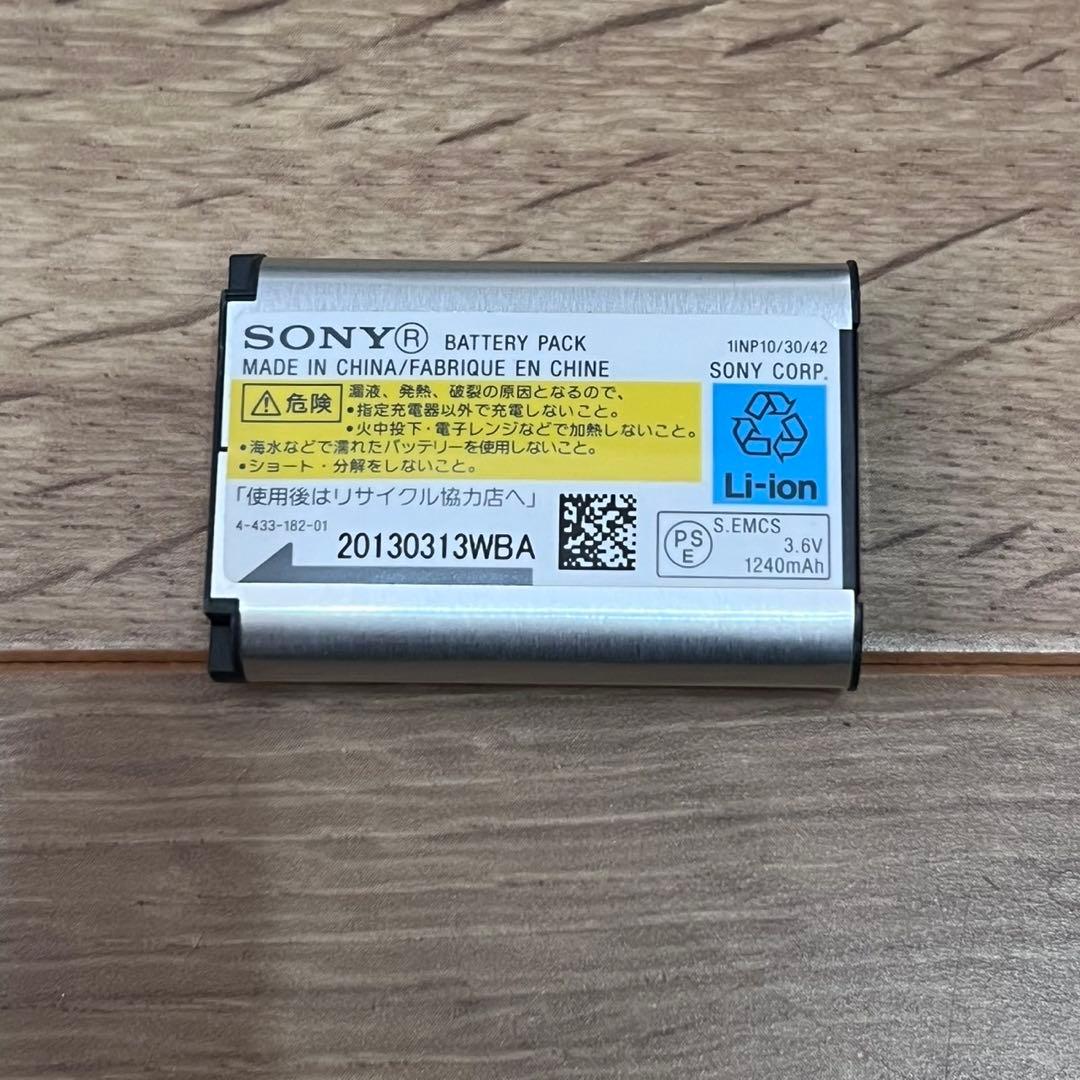 SONY® BATTERY PACK
1INP10/30/42
MADE IN CHINA/FABRIQUE EN CHINE
SONY CORP.
⚠危険
漏液、発熱、破裂の原因となるので、
•指定充電器以外で充電しないこと。
•火中投下・電子レンジなどで加熱しないこと。
•海水などで濡れたバッテリーを使用しないこと。
•ショート・分解をしないこと。
Li-ion
「使用後はリサイクル協力店へ」
4-433-182-01
20130313WBA
PS
E
S.EMCS
3.6V
1240mAh